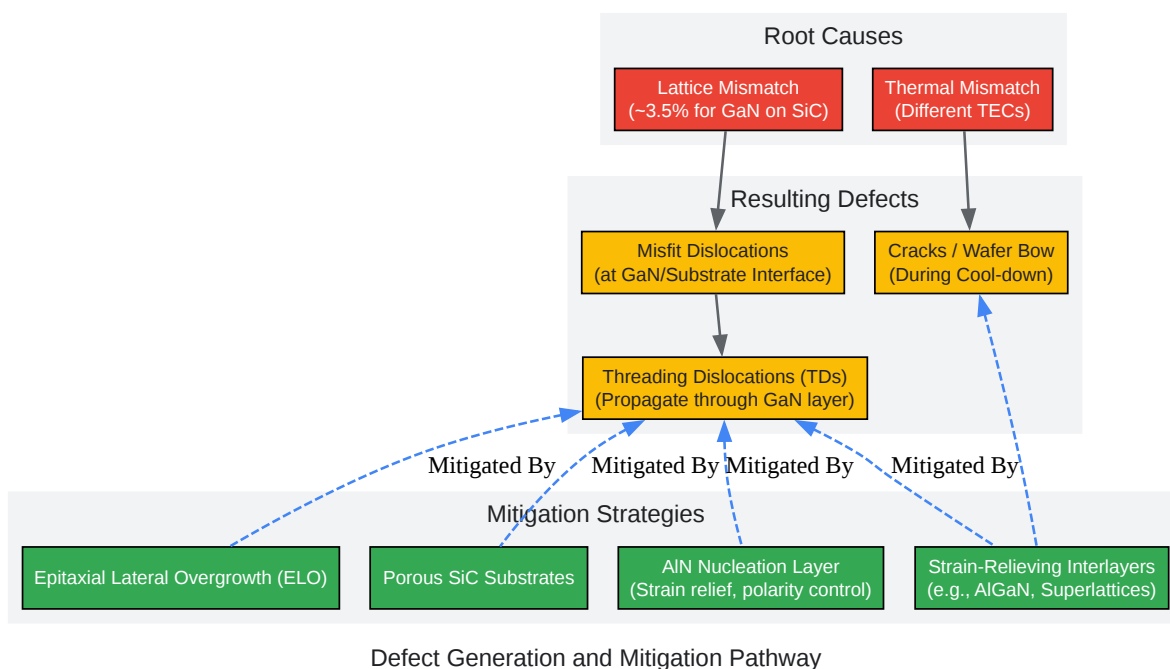 Root Causes
Lattice Mismatch
(~3.5% for GaN on SiC)
Thermal Mismatch
(Different TECs)
Resulting Defects
Misfit Dislocations
(at GaN/Substrate Interface)
Cracks / Wafer Bow
(During Cool-down)
Threading Dislocations (TDs)
(Propagate through GaN layer)
Mitigated By
Mitigated By
Mitigated By
Mitigated By
Mitigation Strategies
Epitaxial Lateral Overgrowth (ELO)
Porous SiC Substrates
AlN Nucleation Layer
(Strain relief, polarity control)
Strain-Relieving Interlayers
(e.g., AlGaN, Superlattices)
Defect Generation and Mitigation Pathway